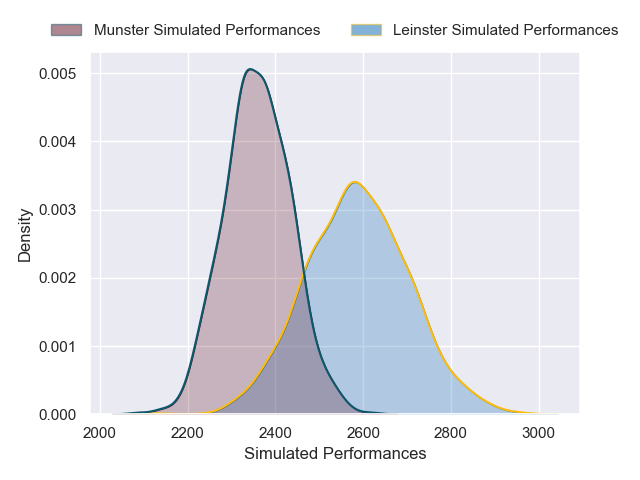 Munster Simulated Performances Leinster Simulated Performances
0.005
0.004
0.003
0.002
0.001
0.000
Density
2000 2200 2400 2600 2800 3000
Simulated Performances